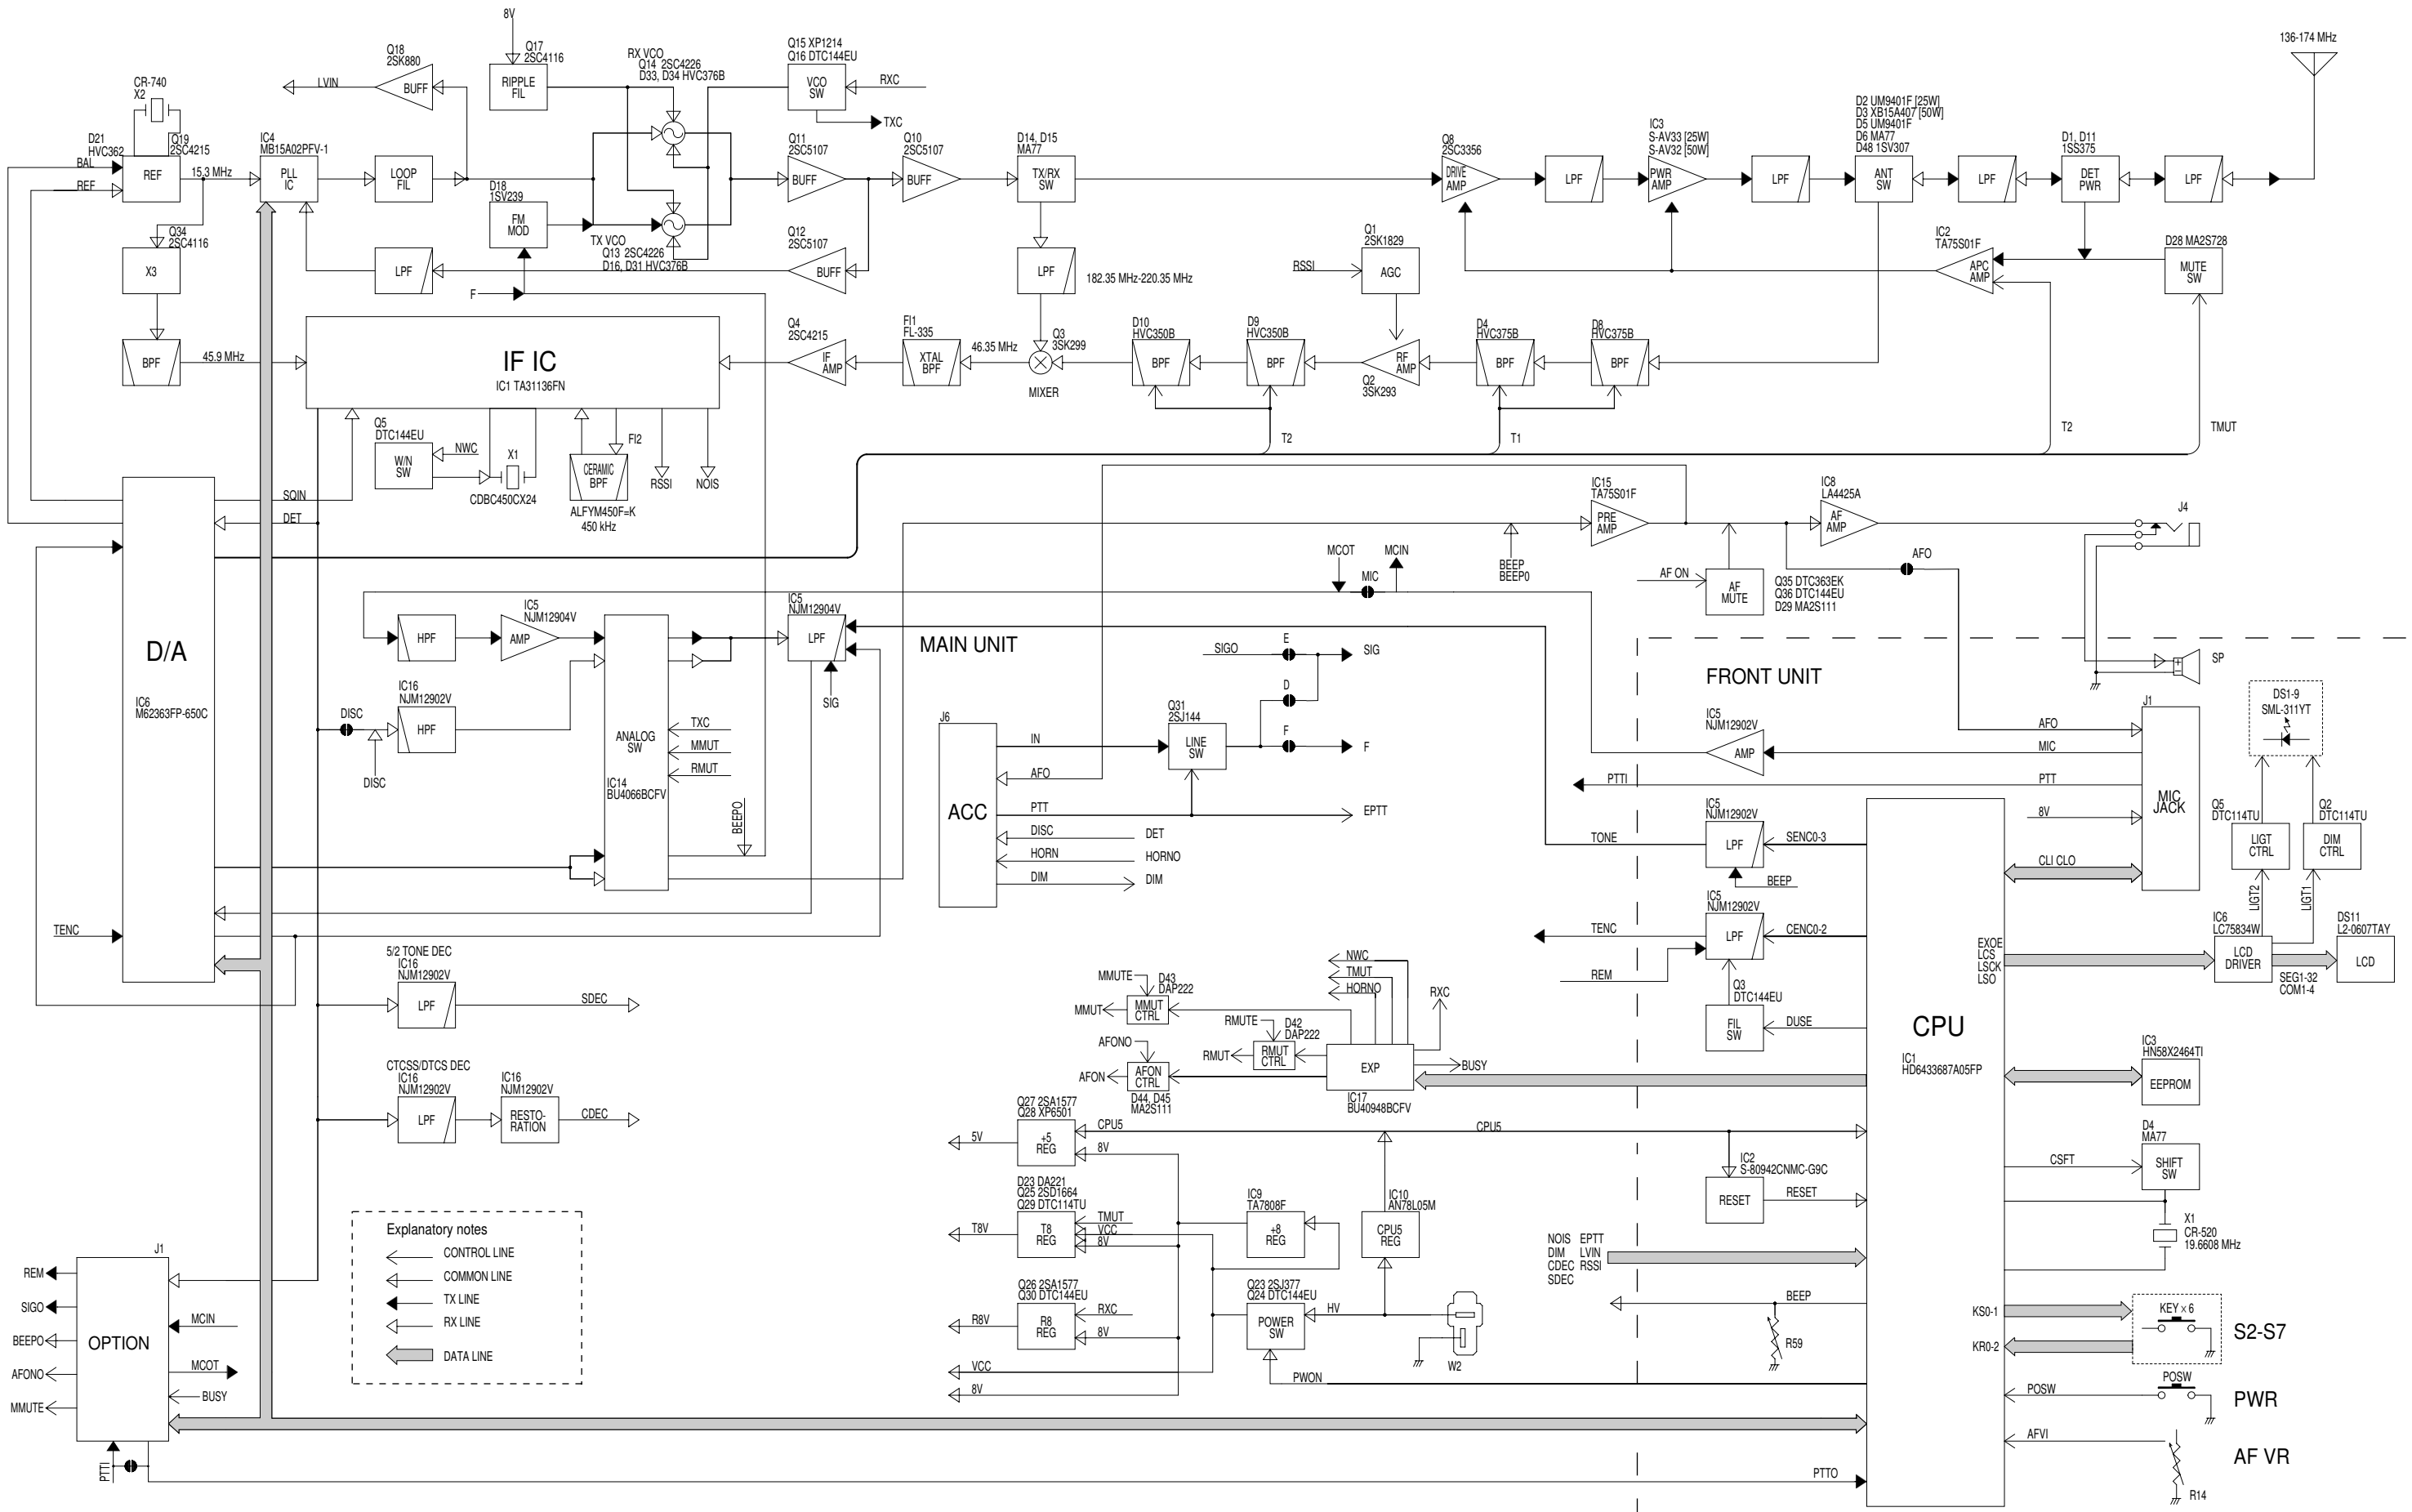 8V
Q17
2SC4116
RIPPLE
FIL
Q18
2SK880
BUFF
LVIN
RX VCO
Q14 2SC4226
D33, D34 HVC376B
Q15 XP1214
Q16 DTC144EU
VCO
SW
RXC
TXC
136-174 MHz
CR-740
X2
D21
HVC362
Q19
2SC4215
BAL
REF
REF
15.3 MHz
IC4
MB15A02PFV-1
PLL
IC
LOOP
FIL
D18
1SV239
FM
MOD
TX VCO
Q13 2SC4226
D16, D31 HVC376B
Q11
2SC5107
BUFF
Q10
2SC5107
BUFF
D14, D15
MA77
TX/RX
SW
Q8
2SC3356
DRIVE
AMP
LPF
IC3
S-AV33 [25W]
S-AV32 [50W]
PWR
AMP
LPF
D2 UM9401F [25W]
D3 XB15A407 [50W]
D5 UM9401F
D6 MA77
D48 1SV307
ANT
SW
LPF
D1, D11
1SS375
DET
PWR
LPF
Q34
2SC4116
X3
LPF
Q12
2SC5107
BUFF
F
LPF
182.35 MHz-220.35 MHz
RSSI
Q1
2SK1829
AGC
IC2
TA75S01F
APC
AMP
D28 MA2S728
MUTE
SW
BPF
45.9 MHz
IF IC
IC1 TA31136FN
Q4
2SC4215
IF
AMP
FI1
FL-335
XTAL
BPF
46.35 MHz
Q3
3SK299
MIXER
D10
HVC350B
BPF
D9
HVC350B
BPF
RF
AMP
Q2
3SK293
D4
HVC375B
BPF
D8
HVC375B
BPF
T2
T1
T2
TMUT
Q5
DTC144EU
W/N
SW
NWC
X1
CDBC450CX24
FI2
CERAMIC
BPF
ALFYM450F=K
450 kHz
RSSI
NOIS
SQIN
DET
D/A
IC6
M62363FP-650C
IC15
TA75S01F
PRE
AMP
IC8
LA4425A
AF
AMP
J4
AFO
AF ON
AF
MUTE
Q35 DTC363EK
Q36 DTC144EU
D29 MA2S111
BEEP
BEEP0
MCOT
MIC
MCIN
HPF
IC5
NJM12904V
AMP
IC5
NJM12904V
LPF
SIG
IC16
NJM12902V
HPF
DISC
DISC
ANALOG
SW
IC14
BU4066BCFV
TXC
MMUT
RMUT
BEEPO
MAIN UNIT
SIGO
E
SIG
D
F
F
J6
ACC
IN
AFO
PTT
DISC
HORN
DIM
Q31
2SJ144
LINE
SW
EPTT
DET
HORNO
DIM
FRONT UNIT
SP
DS1-9
SML-311YT
J1
MIC
JACK
AFO
MIC
PTT
8V
CLI CLO
IC5
NJM12902V
AMP
PTTI
IC5
NJM12902V
LPF
TONE
SENC0-3
BEEP
IC5
NJM12902V
LPF
TENC
CENC0-2
REM
Q3
DTC144EU
FIL
SW
DUSE
Q5
DTC114TU
LIGT
CTRL
Q2
DTC114TU
DIM
CTRL
LIGT2
LIGT1
IC6
LC75834W
LCD
DRIVER
DS11
L2-0607TAY
LCD
SEG1-32
COM1-4
EXOE
LCS
LSCK
LSO
CPU
IC1
HD6433687A05FP
IC3
HN58X2464TI
EEPROM
D4
MA77
SHIFT
SW
CSFT
X1
CR-520
19.6608 MHz
TENC
5/2 TONE DEC
IC16
NJM12902V
LPF
SDEC
CTCSS/DTCS DEC
IC16
NJM12902V
LPF
IC16
NJM12902V
RESTO-
RATION
CDEC
NWC
TMUT
HORNO
MMUTE
D43
DAP222
MMUT
MMUT
CTRL
RMUTE
D42
DAP222
RMUT
RMUT
CTRL
AFONO
AFON
AFON
CTRL
D44, D45
MA2S111
RXC
BUSY
EXP
IC17
BU40948BCFV
Q27 2SA1577
Q28 XP6501
+5
REG
5V
CPU5
8V
CPU5
D23 DA221
Q25 2SD1664
Q29 DTC114TU
T8
REG
T8V
TMUT
VCC
8V
IC9
TA7808F
+8
REG
IC10
AN78L05M
CPU5
REG
IC2
S-80942CNMC-G9C
RESET
RESET
NOIS EPTT
DIM LVIN
CDEC RSSI
SDEC
Q26 2SA1577
Q30 DTC144EU
R8
REG
R8V
RXC
8V
Q23 2SJ377
Q24 DTC144EU
POWER
SW
HV
W2
VCC
8V
PWON
BEEP
R59
KS0-1
KR0-2
KEY × 6
S2-S7
POSW
POSW
PWR
AFVI
AF VR
R14
PTTO
Explanatory notes
CONTROL LINE
COMMON LINE
TX LINE
RX LINE
DATA LINE
J1
OPTION
REM
SIGO
BEEPO
AFONO
MMUTE
MCIN
MCOT
BUSY
PTTI